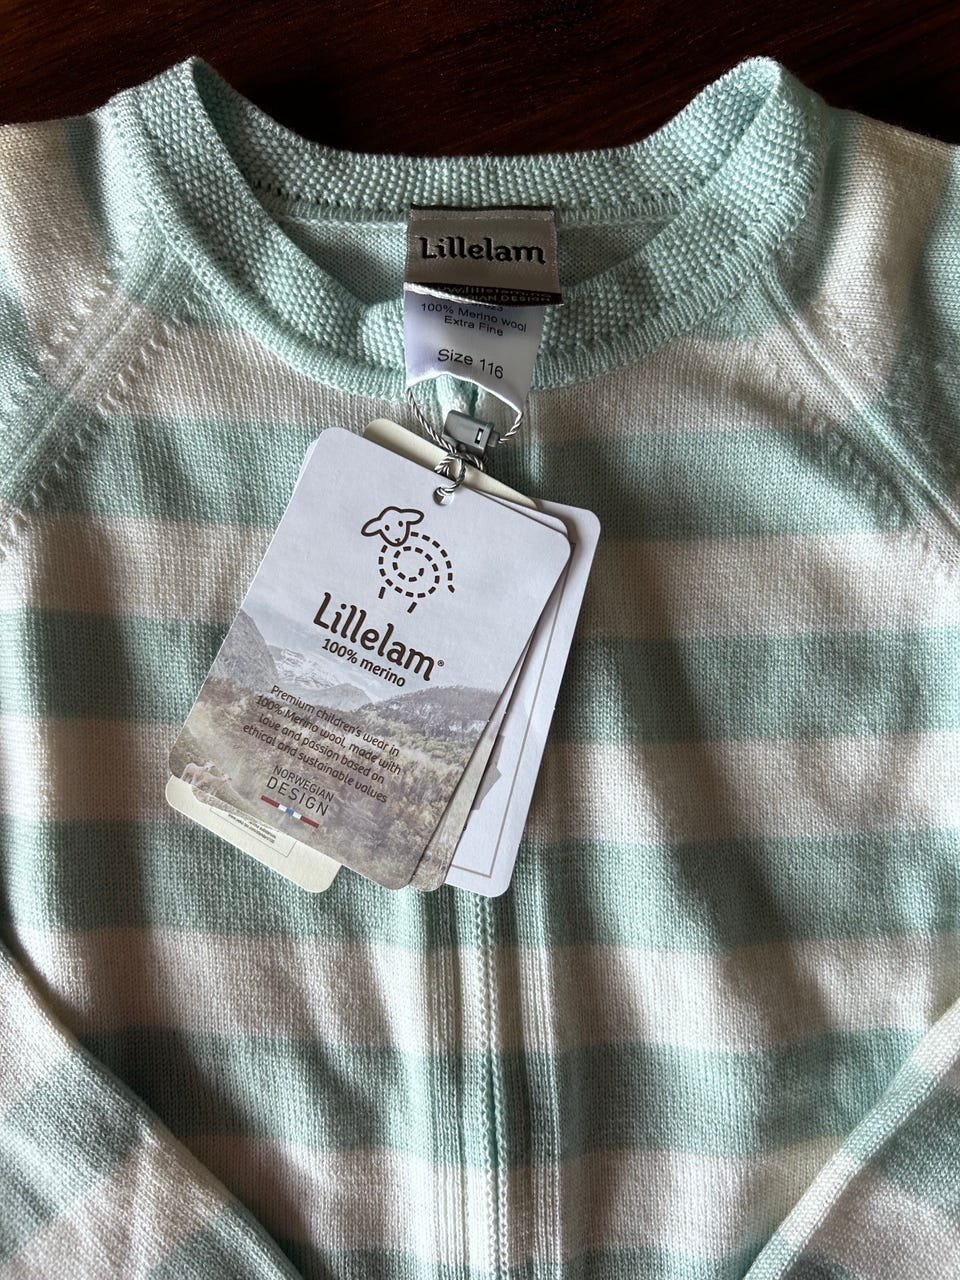 Lillelam
100% Merino wool
Extra Fine
Size 116
Lillelam®
100% merino
Premium children's wear in
100% Merino wool, made with
love and passion based on
ethical and sustainable values
NORWEGIAN
DESIGN